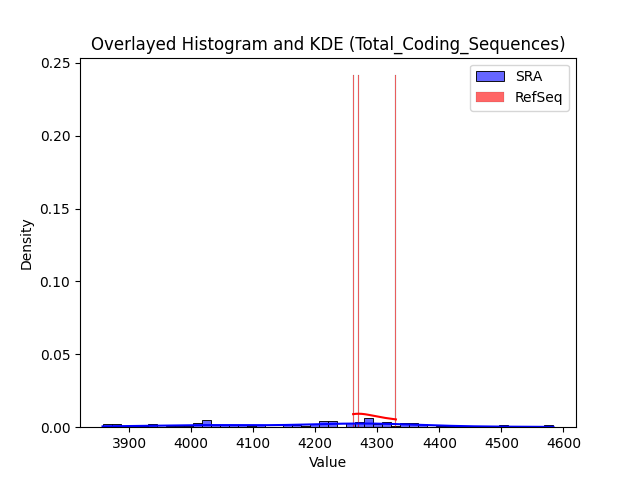 Overlayed Histogram and KDE (Total_Coding_Sequences)
SRA
RefSeq
0.25
0.20
0.15
0.10
0.05
0.00
Density
3900 4000 4100 4200 4300 4400 4500 4600
Value